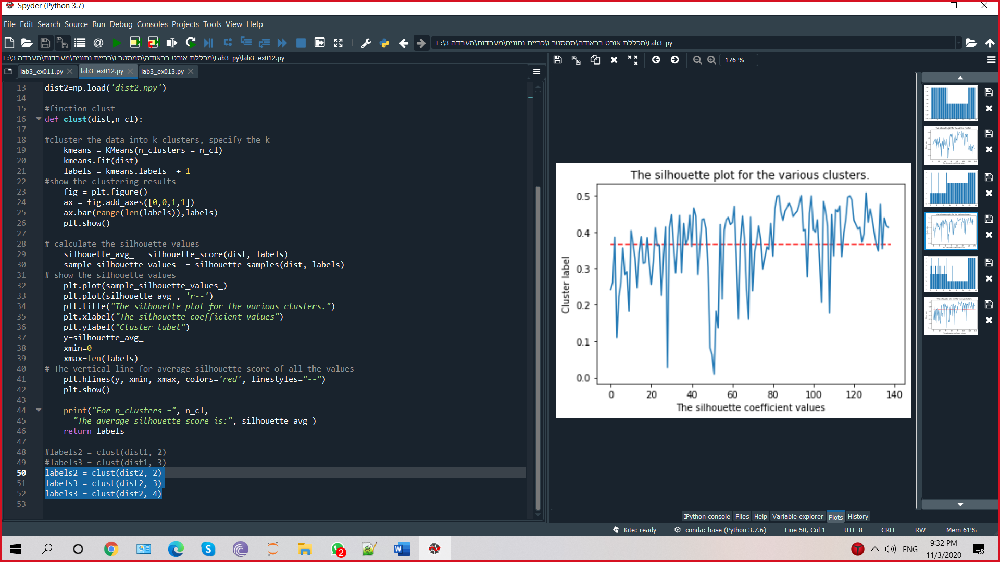 Spyder (Python 3.7)
File Edit Search Source Run Debug Consoles Projects Tools View Help
E:\מכללת אורט בראודה\סמסטר ו\כריית נתונים\מעבדות\מעבדה 3\Lab3_py
E:\מכללת אורט בראודה\סמסטר ו\כריית נתונים\מעבדות\מעבדה 3\Lab3_py\lab3_ex012.py
176 %
lab3_ex011.py lab3_ex012.py lab3_ex013.py
13 dist2=np.load('dist2.npy')
14
15 #finction clust
16 def clust(dist,n_cl):
17
18 #cluster the data into k clusters, specify the k
19 kmeans = KMeans(n_clusters = n_cl)
20 kmeans.fit(dist)
21 labels = kmeans.labels_ + 1
22 #show the clustering results
23 fig = plt.figure()
24 ax = fig.add_axes([0,0,1,1])
25 ax.bar(range(len(labels)),labels)
26 plt.show()
27
28 # calculate the silhouette values
29 silhouette_avg_ = silhouette_score(dist, labels)
30 sample_silhouette_values_ = silhouette_samples(dist, labels)
31 # show the silhouette values
32 plt.plot(sample_silhouette_values_)
33 plt.plot(silhouette_avg_, 'r--')
34 plt.title("The silhouette plot for the various clusters.")
35 plt.xlabel("The silhouette coefficient values")
36 plt.ylabel("Cluster label")
37 y=silhouette_avg_
38 xmin=0
39 xmax=len(labels)
40 # The vertical line for average silhouette score of all the values
41 plt.hlines(y, xmin, xmax, colors='red', linestyles="--")
42 plt.show()
43
44 print("For n_clusters =", n_cl,
45 "The average silhouette_score is:", silhouette_avg_)
46 return labels
47
48 #labels2 = clust(dist1, 2)
49 #labels3 = clust(dist1, 3)
50 labels2 = clust(dist2, 2)
51 labels3 = clust(dist2, 3)
52 labels3 = clust(dist2, 4)
53
The silhouette plot for the various clusters.
0.5
0.4
0.3
0.2
0.1
0.0
Cluster label
0 20 40 60 80 100 120 140
The silhouette coefficient values
IPython console Files Help Variable explorer Plots History
Kite: ready conda: base (Python 3.7.6) Line 50, Col 1 UTF-8 CRLF RW Mem 61%
2
ENG
9:32 PM
11/3/2020